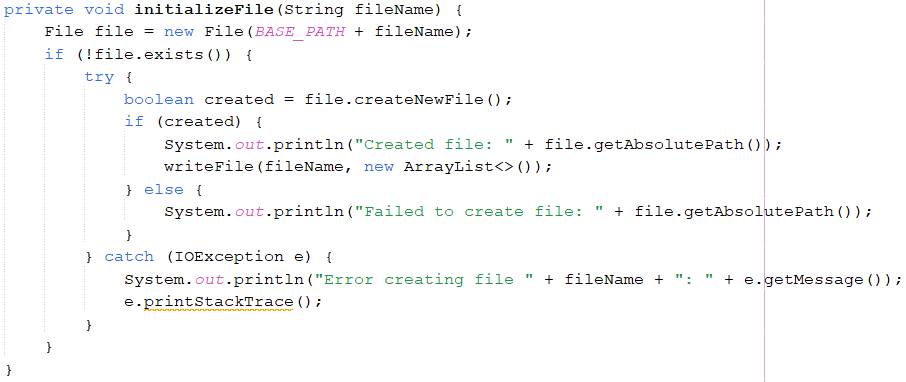 private void initializeFile(String fileName) {
    File file = new File(BASE_PATH + fileName);
    if (!file.exists()) {
        try {
            boolean created = file.createNewFile();
            if (created) {
                System.out.println("Created file: " + file.getAbsolutePath());
                writeFile(fileName, new ArrayList<>());
            } else {
                System.out.println("Failed to create file: " + file.getAbsolutePath());
            }
        } catch (IOException e) {
            System.out.println("Error creating file " + fileName + ": " + e.getMessage());
            e.printStackTrace();
        }
    }
}